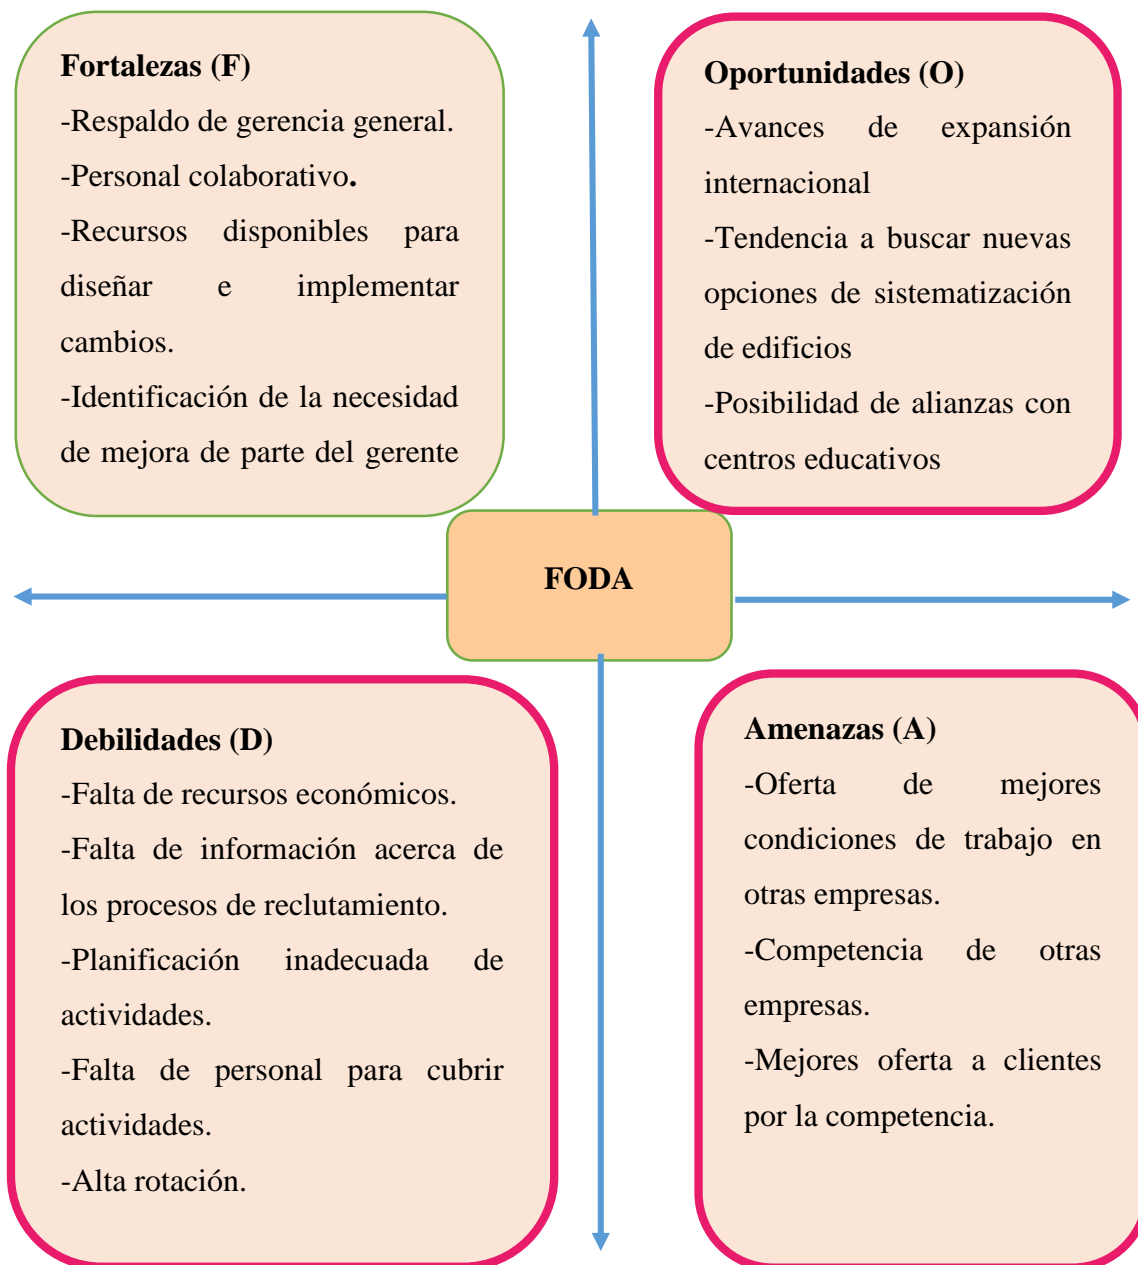 Fortalezas (F)
-Respaldo de gerencia general.
-Personal colaborativo.
-Recursos disponibles para
diseñar e implementar
cambios.
-Identificación de la necesidad
de mejora de parte del gerente
Oportunidades (O)
-Avances de expansión
internacional
-Tendencia a buscar nuevas
opciones de sistematización
de edificios
-Posibilidad de alianzas con
centros educativos
FODA
Debilidades (D)
-Falta de recursos económicos.
-Falta de información acerca de
los procesos de reclutamiento.
-Planificación inadecuada de
actividades.
-Falta de personal para cubrir
actividades.
-Alta rotación.
Amenazas (A)
-Oferta de mejores
condiciones de trabajo en
otras empresas.
-Competencia de otras
empresas.
-Mejores oferta a clientes
por la competencia.